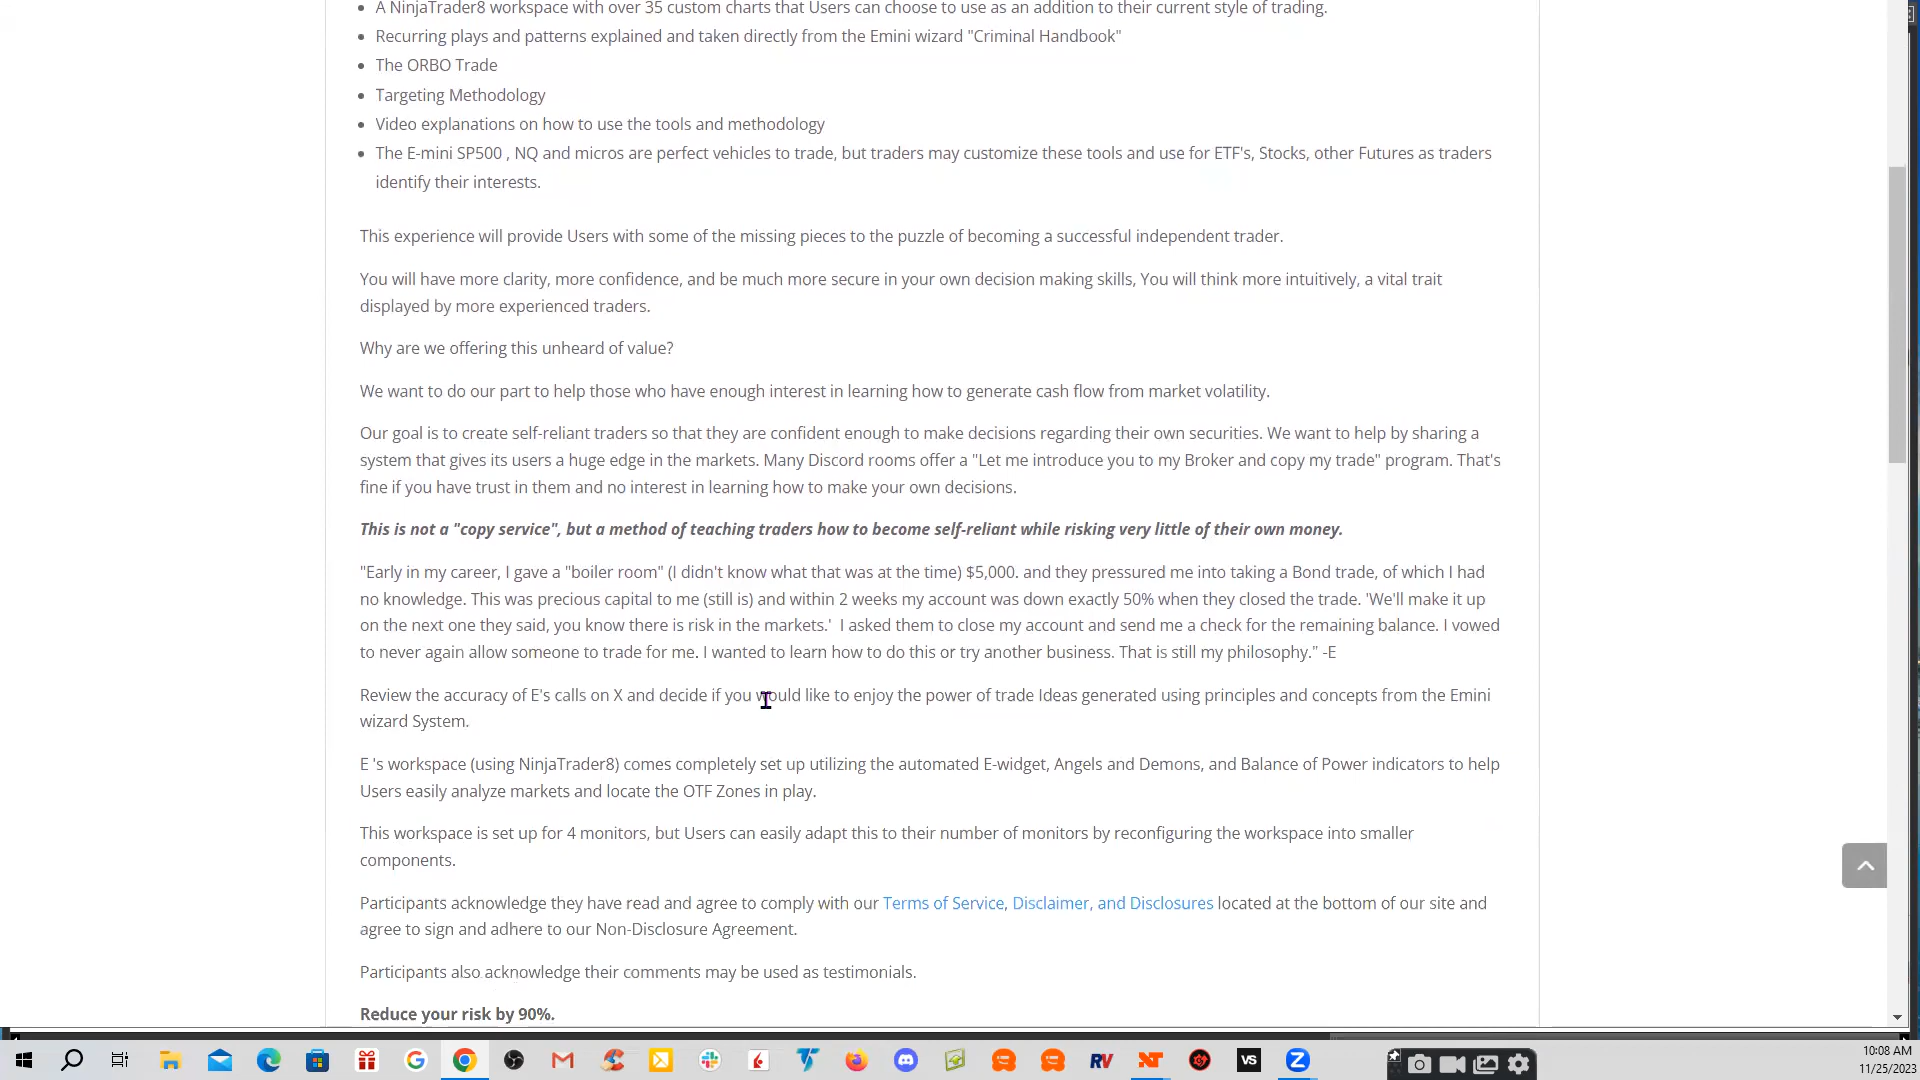 A NinjaTrader8 workspace with over 35 custom charts that Users can choose to use as an addition to their current style of trading.
Recurring plays and patterns explained and taken directly from the Emini wizard "Criminal Handbook"
The ORBO Trade
Targeting Methodology
Video explanations on how to use the tools and methodology
The E-mini SP500 , NQ and micros are perfect vehicles to trade, but traders may customize these tools and use for ETF's, Stocks, other Futures as traders
identify their interests.
This experience will provide Users with some of the missing pieces to the puzzle of becoming a successful independent trader.
You will have more clarity, more confidence, and be much more secure in your own decision making skills, You will think more intuitively, a vital trait
displayed by more experienced traders.
Why are we offering this unheard of value?
We want to do our part to help those who have enough interest in learning how to generate cash flow from market volatility.
Our goal is to create self-reliant traders so that they are confident enough to make decisions regarding their own securities. We want to help by sharing a
system that gives its users a huge edge in the markets. Many Discord rooms offer a "Let me introduce you to my Broker and copy my trade" program. That's
fine if you have trust in them and no interest in learning how to make your own decisions.
This is not a "copy service", but a method of teaching traders how to become self-reliant while risking very little of their own money.
"Early in my career, I gave a "boiler room" (I didn't know what that was at the time) $5,000. and they pressured me into taking a Bond trade, of which I had
no knowledge. This was precious capital to me (still is) and within 2 weeks my account was down exactly 50% when they closed the trade. 'We'll make it up
on the next one they said, you know there is risk in the markets.'  I asked them to close my account and send me a check for the remaining balance. I vowed
to never again allow someone to trade for me. I wanted to learn how to do this or try another business. That is still my philosophy." -E
Review the accuracy of E's calls on X and decide if you would like to enjoy the power of trade Ideas generated using principles and concepts from the Emini
wizard System.
E 's workspace (using NinjaTrader8) comes completely set up utilizing the automated E-widget, Angels and Demons, and Balance of Power indicators to help
Users easily analyze markets and locate the OTF Zones in play.
This workspace is set up for 4 monitors, but Users can easily adapt this to their number of monitors by reconfiguring the workspace into smaller
components.
Participants acknowledge they have read and agree to comply with our Terms of Service, Disclaimer, and Disclosures located at the bottom of our site and
agree to sign and adhere to our Non-Disclosure Agreement.
Participants also acknowledge their comments may be used as testimonials.
Reduce your risk by 90%.
RV
VS
10:08 AM
11/25/2023